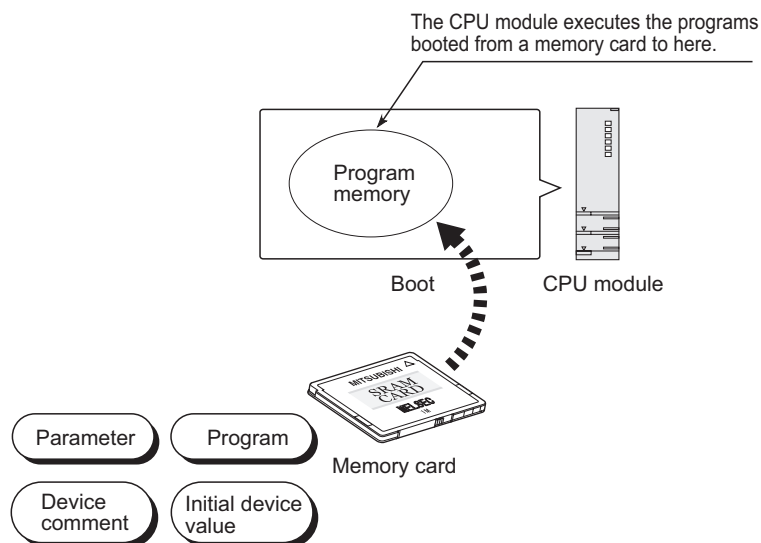 The CPU module executes the programs
booted from a memory card to here.
Program
memory
Boot
CPU module
MITSUBISHI
SRAM
CARD
MELSEC
1M
Memory card
Parameter
Program
Device
comment
Initial device
value